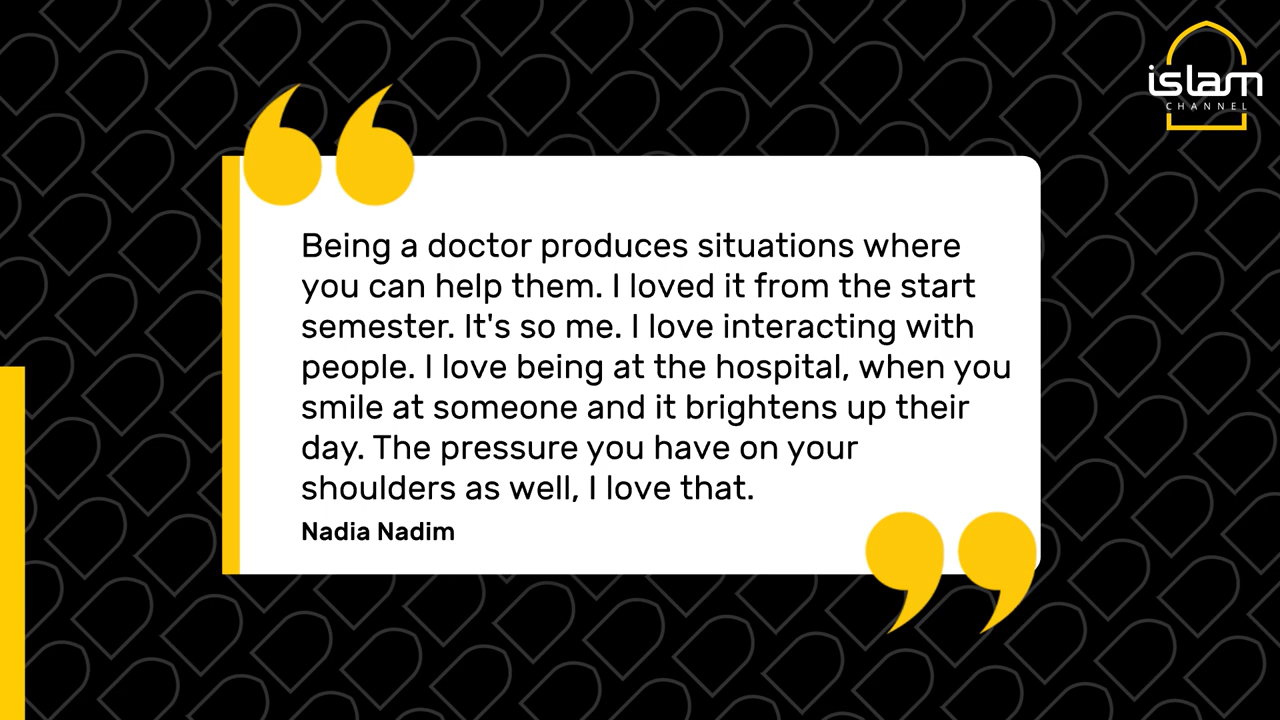 islam
CHANNEL
Being a doctor produces situations where
you can help them. I loved it from the start
semester. It's so me. I love interacting with
people. I love being at the hospital, when you
smile at someone and it brightens up their
day. The pressure you have on your
shoulders as well, I love that.
Nadia Nadim